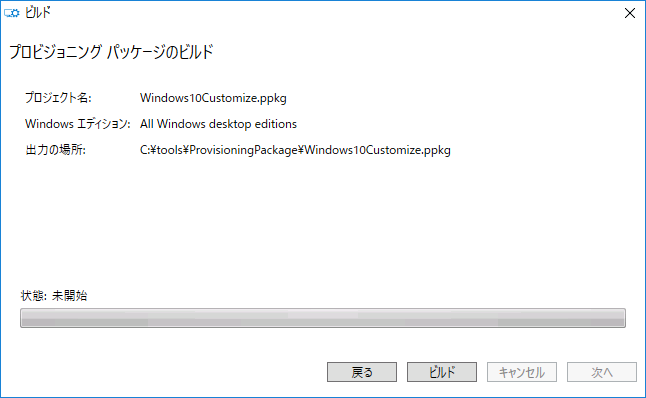 ビルド
プロビジョニング パッケージのビルド
プロジェクト名: Windows10Customize.ppkg
Windows エディション: All Windows desktop editions
出力の場所: C:¥tools¥ProvisioningPackage¥Windows10Customize.ppkg
状態: 未開始
戻る ビルド キャンセル 次へ